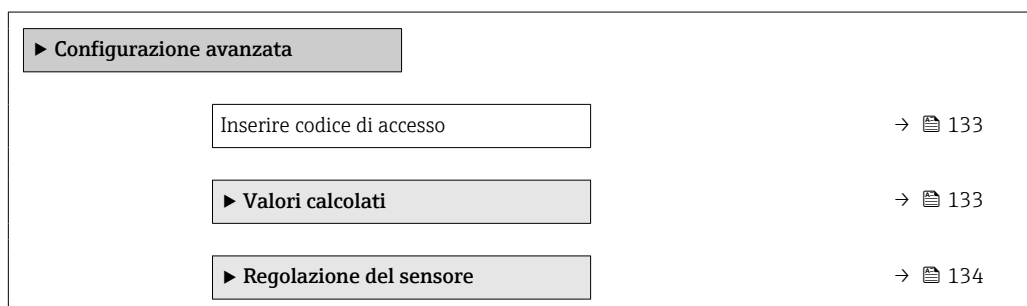 ▶ Configurazione avanzata
Inserire codice di accesso → 133
▶ Valori calcolati → 133
▶ Regolazione del sensore → 134